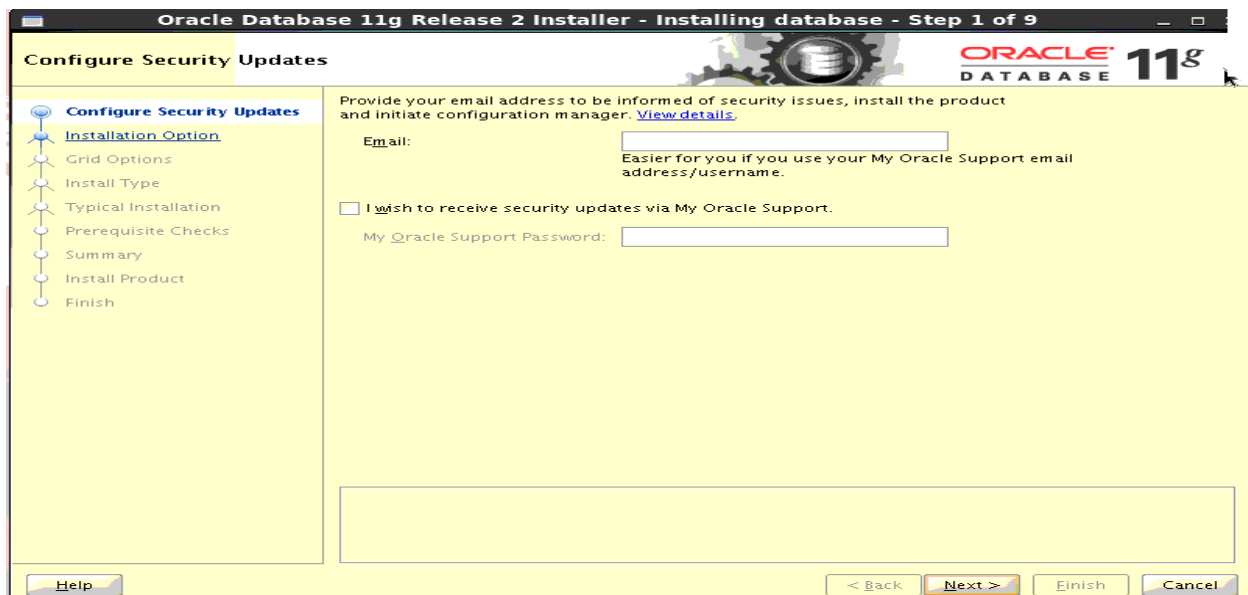 Oracle Database 11g Release 2 Installer - Installing database - Step 1 of 9
Configure Security Updates
ORACLE
DATABASE
11g
Configure Security Updates
Installation Option
Grid Options
Install Type
Typical Installation
Prerequisite Checks
Summary
Install Product
Finish
Provide your email address to be informed of security issues, install the product
and initiate configuration manager. View details.
Email:
Easier for you if you use your My Oracle Support email
address/username.
I wish to receive security updates via My Oracle Support.
My Oracle Support Password:
Help
< Back
Next >
Finish
Cancel